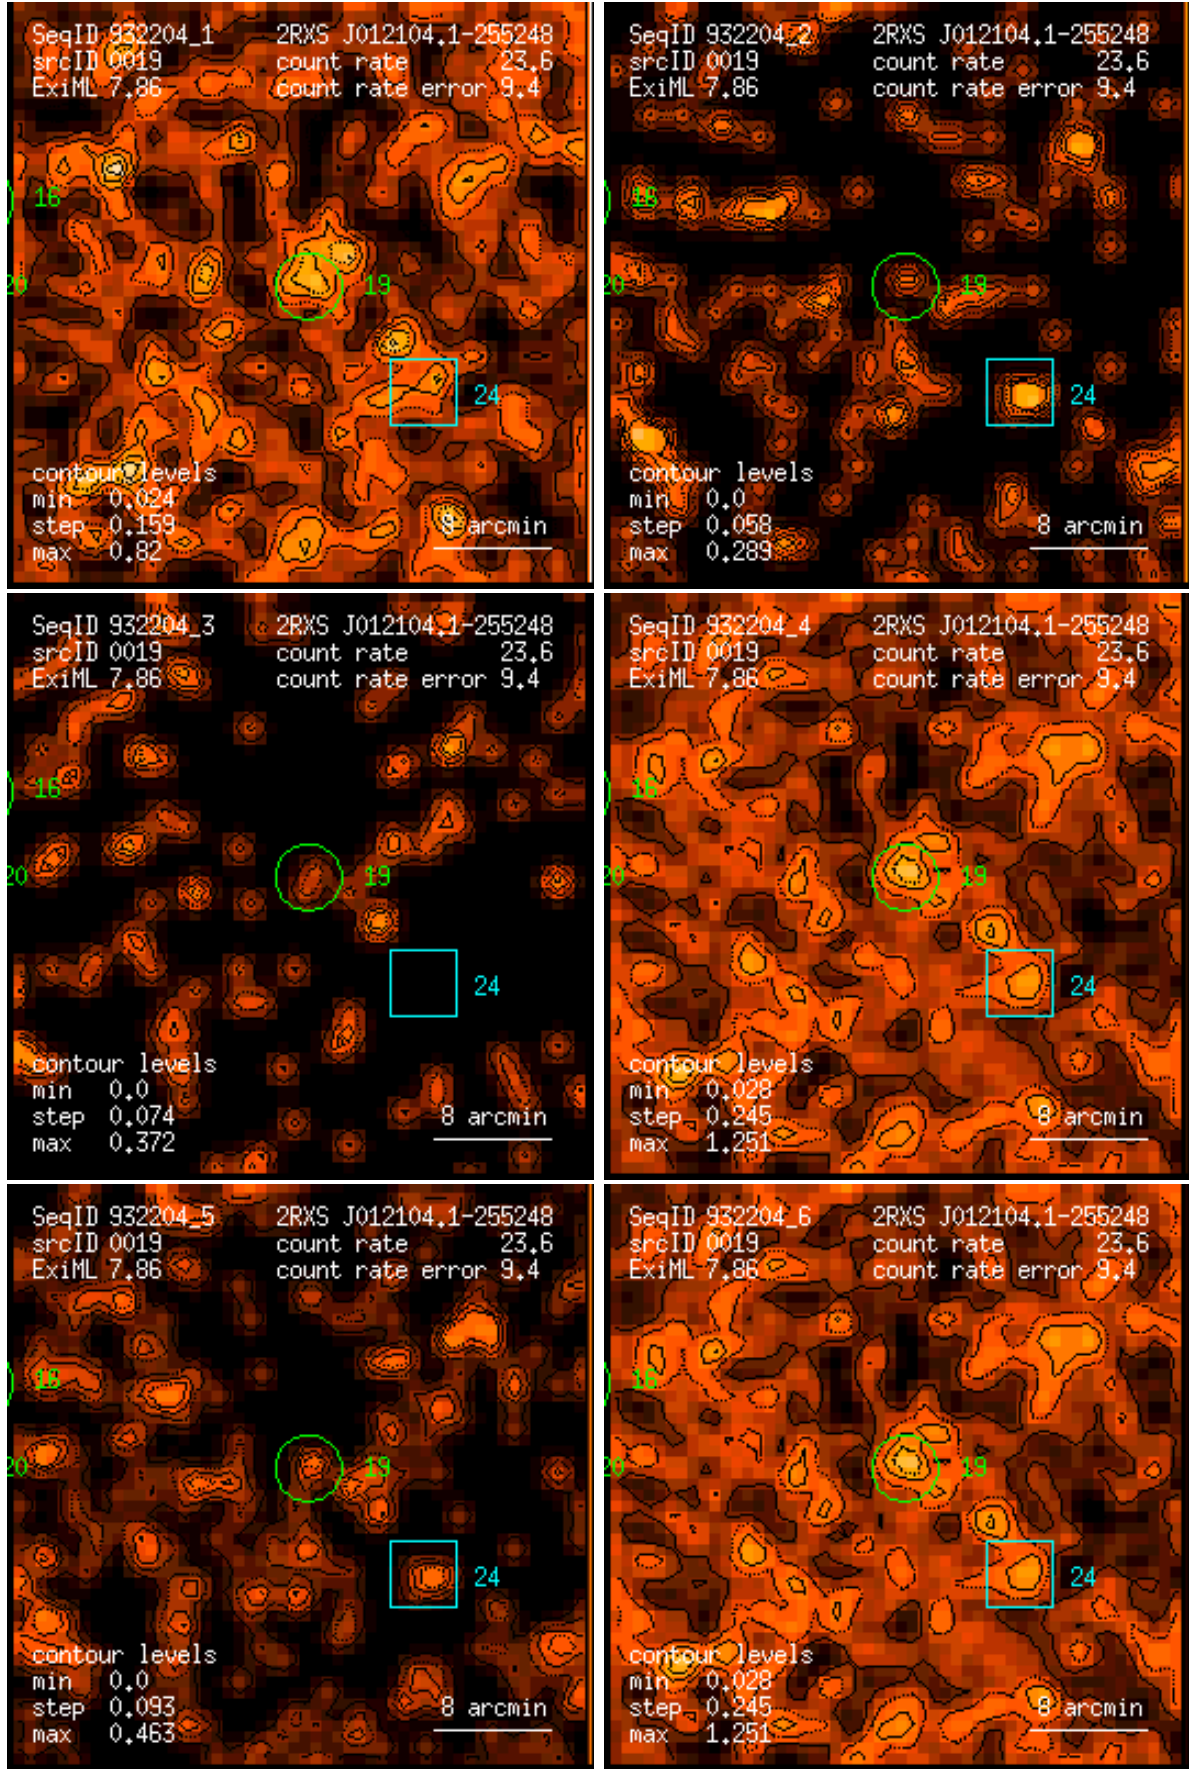 SeqID 932204_1 2RXS J012104.1-255248
srcID 0019 count rate 23.6
ExiML 7.86 count rate error 9.4
16
20
19
24
contour levels
min 0.024
step 0.159
max 0.82
8 arcmin
SeqID 932204_2 2RXS J012104.1-255248
srcID 0019 count rate 23.6
ExiML 7.86 count rate error 9.4
16
20
19
24
contour levels
min 0.0
step 0.058
max 0.289
8 arcmin
SeqID 932204_3 2RXS J012104.1-255248
srcID 0019 count rate 23.6
ExiML 7.86 count rate error 9.4
16
20
19
24
contour levels
min 0.0
step 0.074
max 0.372
8 arcmin
SeqID 932204_4 2RXS J012104.1-255248
srcID 0019 count rate 23.6
ExiML 7.86 count rate error 9.4
16
20
19
24
contour levels
min 0.028
step 0.245
max 1.251
8 arcmin
SeqID 932204_5 2RXS J012104.1-255248
srcID 0019 count rate 23.6
ExiML 7.86 count rate error 9.4
16
20
19
24
contour levels
min 0.0
step 0.093
max 0.463
8 arcmin
SeqID 932204_6 2RXS J012104.1-255248
srcID 0019 count rate 23.6
ExiML 7.86 count rate error 9.4
16
20
19
24
contour levels
min 0.028
step 0.245
max 1.251
8 arcmin